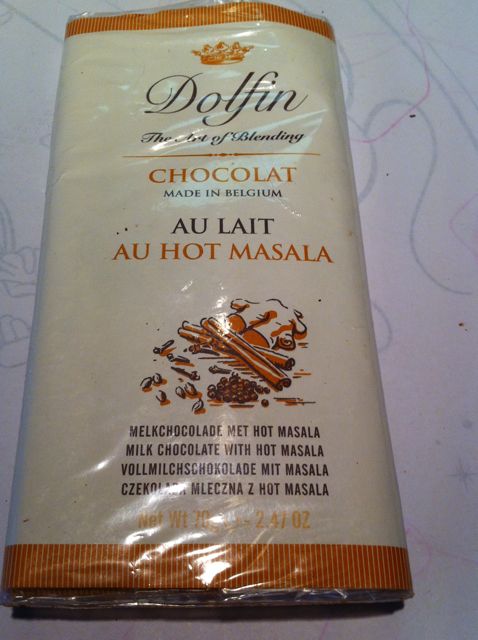 Dolfin
The Art of Blending
CHOCOLAT
MADE IN BELGIUM
AU LAIT
AU HOT MASALA
MELKCHOCOLADE MET HOT MASALA
MILK CHOCOLATE WITH HOT MASALA
VOLLMILCHSCHOKOLADE MIT MASALA
CZEKOLADA MLECZNA Z HOT MASALA
Net Wt 70g - 2.47 OZ